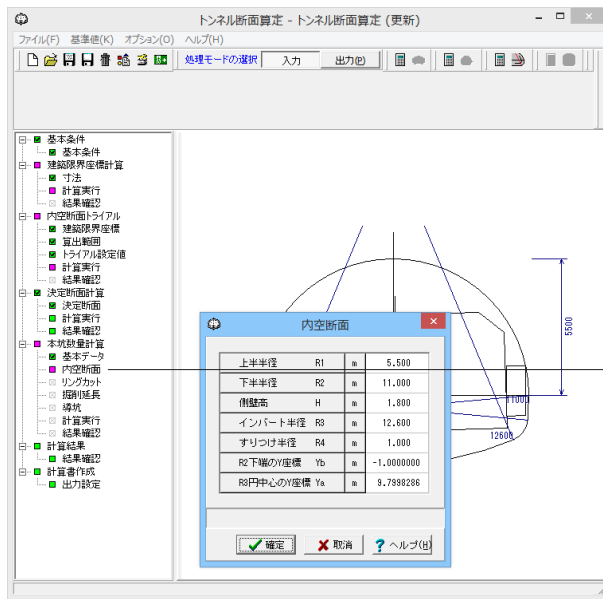 トンネル断面算定 - トンネル断面算定 (更新)
ファイル(F) 基準値(K) オプション(O) ヘルプ(H)
処理モードの選択 入力 出力(P)
基本条件
基本条件
建築限界座標計算
寸法
計算実行
結果確認
内空断面トライアル
建築限界座標
算出範囲
トライアル設定値
計算実行
結果確認
決定断面計算
決定断面
計算実行
結果確認
本坑数量計算
基本データ
内空断面
リングカット
掘削延長
導坑
計算実行
結果確認
計算結果
結果確認
計算書作成
出力設定
5500
11000
12600
内空断面
上半半径 R1 m 5.500
下半半径 R2 m 11.000
側壁高 H m 1.800
インバート半径 R3 m 12.600
すりつけ半径 R4 m 1.000
R2下端のY座標 Yb m -1.0000000
R3円中心のY座標 Ya m 9.7998286
確定 取消 ヘルプ(H)